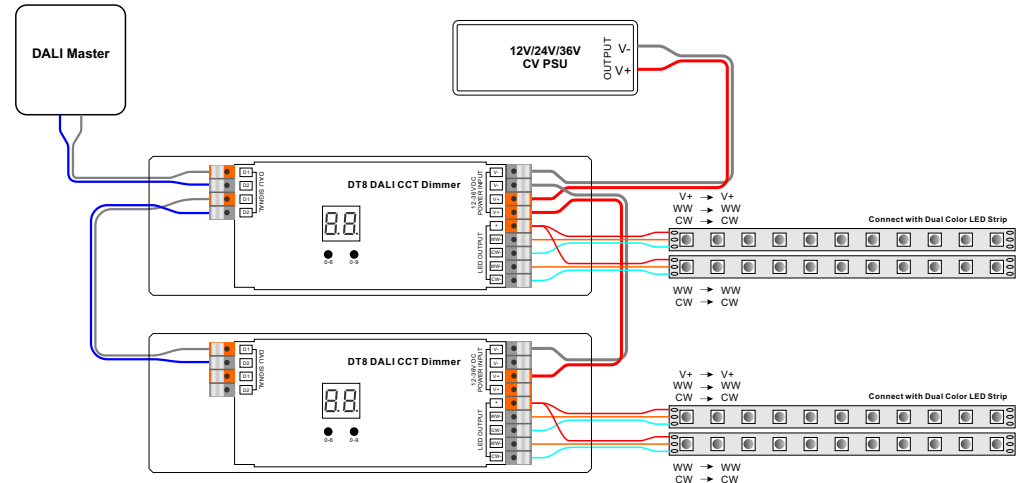 DALI Master
12V/24V/36V
CV PSU
OUTPUT
V-
V+
DT8 DALI CCT Dimmer
D1
D2
D1
D2
DALI SIGNAL
0-6
0-9
12-36VDC
POWER INPUT
LED OUTPUT
V-
V-
V+
V+
+
WW-
CW-
WW-
CW-
V+ → V+
WW → WW
CW → CW
Connect with Dual Color LED Strip
WW → WW
CW → CW
DT8 DALI CCT Dimmer
D1
D2
D1
D2
DALI SIGNAL
0-6
0-9
12-36VDC
POWER INPUT
LED OUTPUT
V-
V-
V+
V+
+
WW-
CW-
WW-
CW-
V+ → V+
WW → WW
CW → CW
Connect with Dual Color LED Strip
WW → WW
CW → CW